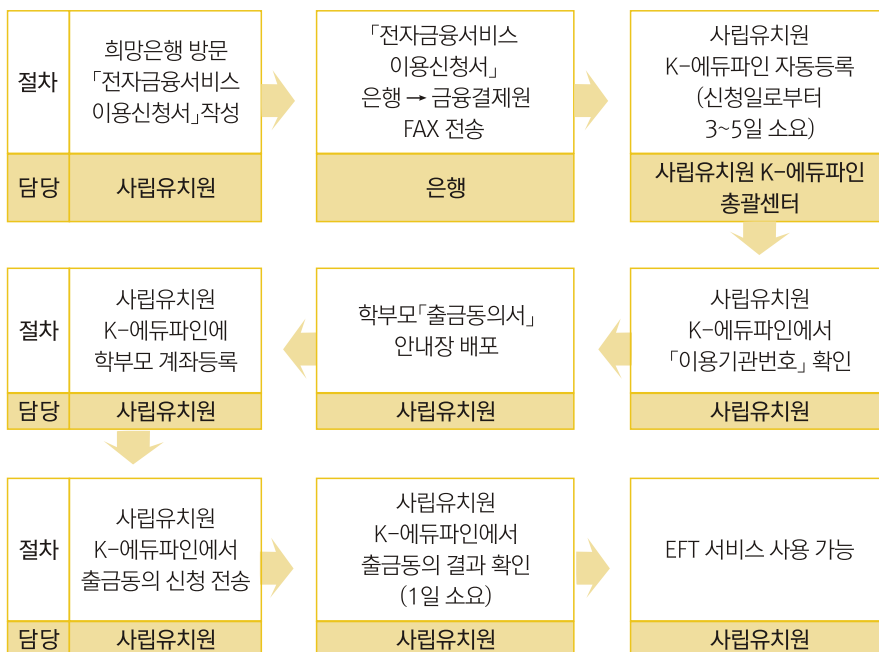 절차
희망은행 방문
「전자금융서비스
이용신청서」작성
「전자금융서비스
이용신청서」
은행 → 금융결제원
FAX 전송
사립유치원
K-에듀파인 자동등록
(신청일로부터
3~5일 소요)
담당
사립유치원
은행
사립유치원 K-에듀파인
총괄센터
절차
사립유치원
K-에듀파인에
학부모 계좌등록
학부모「출금동의서」
안내장 배포
사립유치원
K-에듀파인에서
「이용기관번호」 확인
담당
사립유치원
사립유치원
사립유치원
절차
사립유치원
K-에듀파인에서
출금동의 신청 전송
사립유치원
K-에듀파인에서
출금동의 결과 확인
(1일 소요)
EFT 서비스 사용 가능
담당
사립유치원
사립유치원
사립유치원